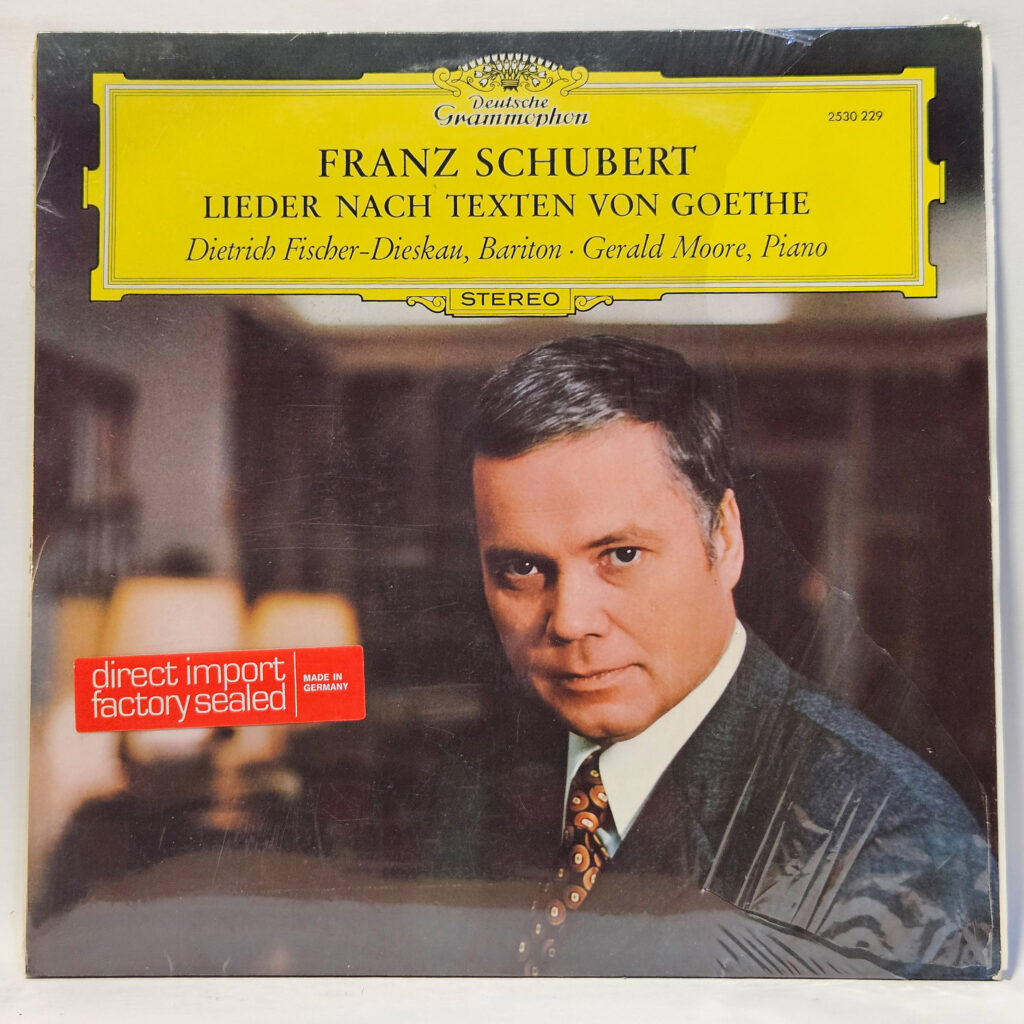 Deutsche
Grammophon
2530 229
FRANZ SCHUBERT
LIEDER NACH TEXTEN VON GOETHE
Dietrich Fischer-Dieskau, Bariton · Gerald Moore, Piano
STEREO
direct import
factory sealed
MADE IN
GERMANY